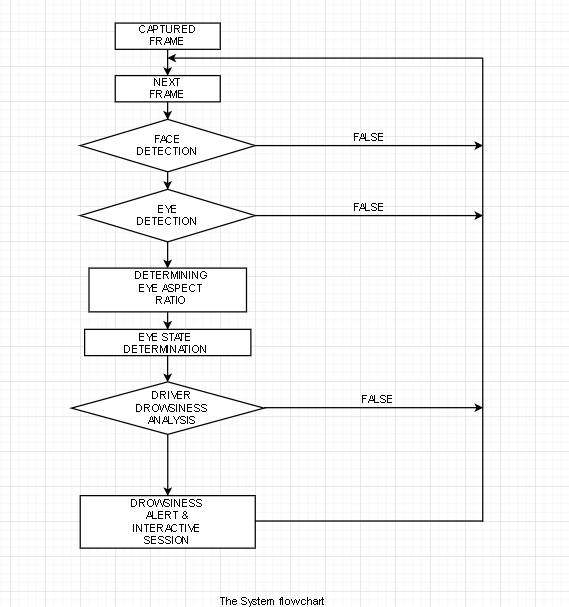 CAPTURED
FRAME
NEXT
FRAME
FACE
DETECTION
FALSE
EYE
DETECTION
FALSE
DETERMINING
EYE ASPECT
RATIO
EYE STATE
DETERMINATION
DRIVER
DROWSINESS
ANALYSIS
FALSE
DROWSINESS
ALERT &
INTERACTIVE
SESSION
The System flowchart